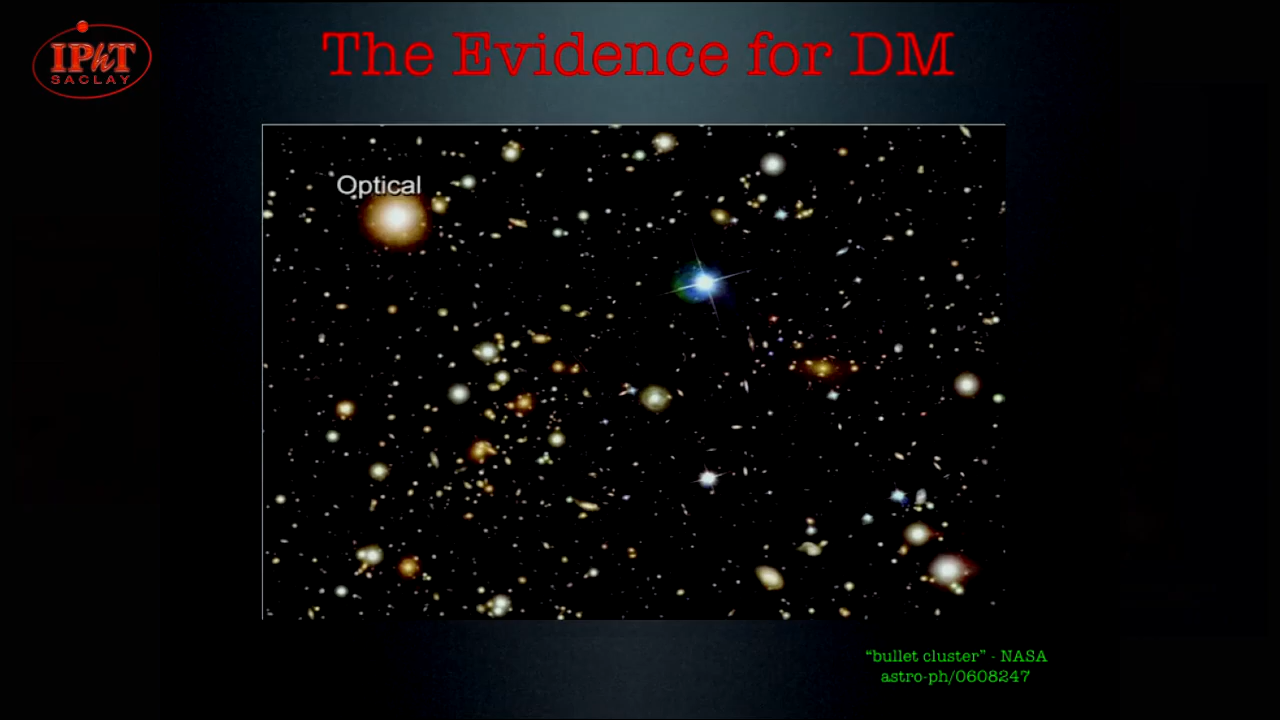 IPhT
SACLAY
The Evidence for DM
Optical
“bullet cluster” - NASA
astro-ph/0608247